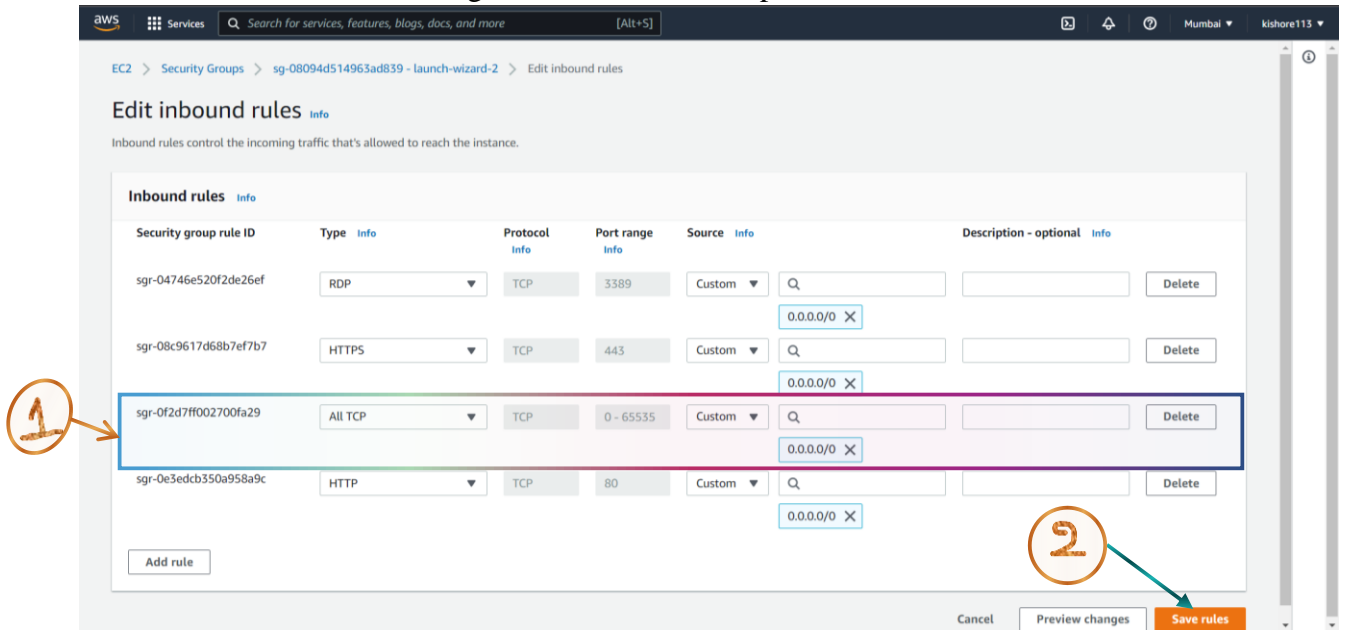 aws Services Search for services, features, blogs, docs, and more [Alt+S] Mumbai kishore113
EC2 > Security Groups > sg-08094d514963ad839 - launch-wizard-2 > Edit inbound rules
Edit inbound rules Info
Inbound rules control the incoming traffic that's allowed to reach the instance.
Inbound rules Info
Security group rule ID Type Info Protocol Info Port range Info Source Info Description - optional Info
sgr-04746e520f2de26ef RDP TCP 3389 Custom Delete
0.0.0.0/0
sgr-08c9617d68b7ef7b7 HTTPS TCP 443 Custom Delete
0.0.0.0/0
1
sgr-0f2d7ff002700fa29 All TCP TCP 0 - 65535 Custom Delete
0.0.0.0/0
sgr-0e3edcb350a958a9c HTTP TCP 80 Custom Delete
0.0.0.0/0
2
Add rule
Cancel Preview changes Save rules